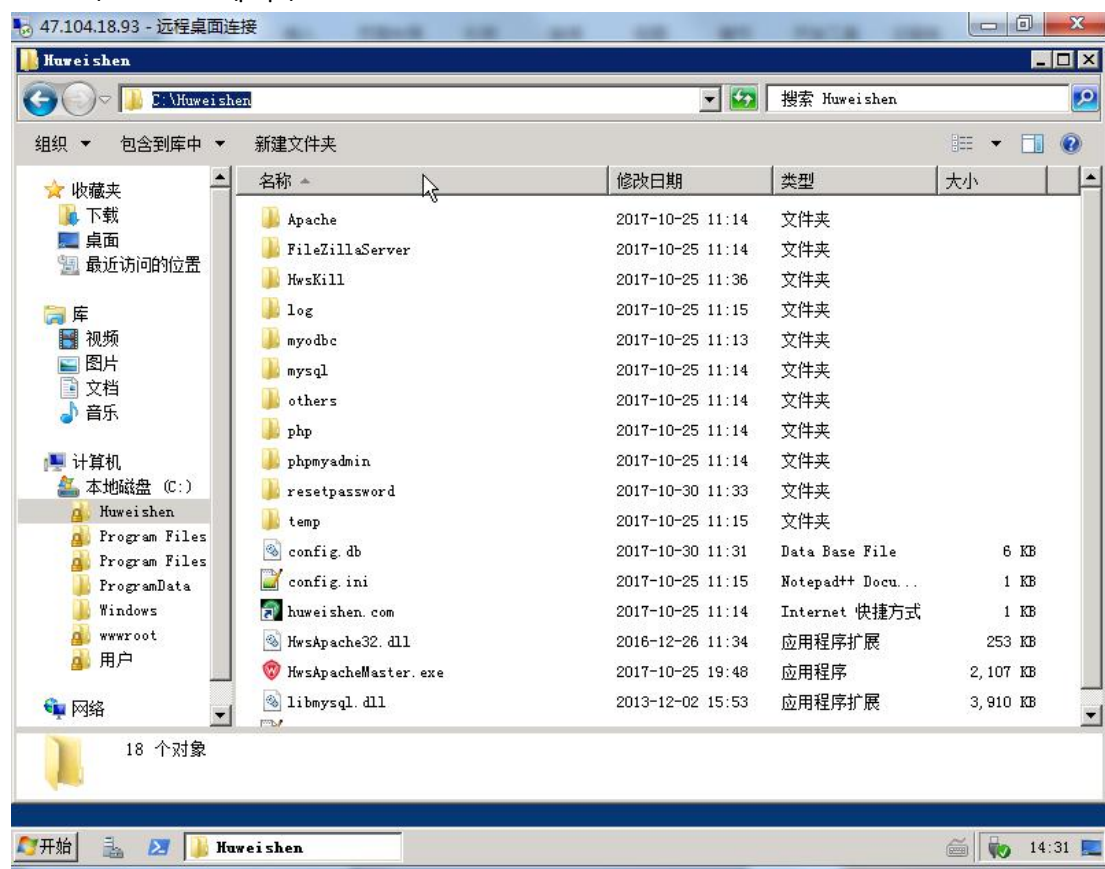 47.104.18.93 - 远程桌面连接
Huweishen
C:\Huweishen
搜索 Huweishen
组织 包含到库中 新建文件夹
名称 修改日期 类型 大小
收藏夹
下载
桌面
最近访问的位置
库
视频
图片
文档
音乐
计算机
本地磁盘 (C:)
Huweishen
Program Files
Program Files
ProgramData
Windows
wwwroot
用户
网络
Apache 2017-10-25 11:14 文件夹
FileZillaServer 2017-10-25 11:14 文件夹
HwsKill 2017-10-25 11:36 文件夹
log 2017-10-25 11:15 文件夹
myodbc 2017-10-25 11:13 文件夹
mysql 2017-10-25 11:14 文件夹
others 2017-10-25 11:14 文件夹
php 2017-10-25 11:14 文件夹
phpmyadmin 2017-10-25 11:14 文件夹
resetpassword 2017-10-30 11:33 文件夹
temp 2017-10-25 11:15 文件夹
config.db 2017-10-30 11:31 Data Base File 6 KB
config.ini 2017-10-25 11:15 Notepad++ Docu... 1 KB
huweishen.com 2017-10-25 11:14 Internet 快捷方式 1 KB
HwsApache32.dll 2016-12-26 11:34 应用程序扩展 253 KB
HwsApacheMaster.exe 2017-10-25 19:48 应用程序 2,107 KB
libmysql.dll 2013-12-02 15:53 应用程序扩展 3,910 KB
18 个对象
开始 Huweishen 14:31